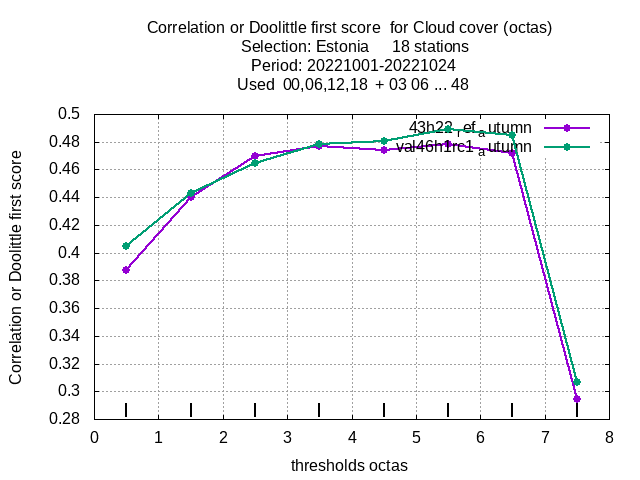 Correlation or Doolittle first score for Cloud cover (octas)
Selection: Estonia 18 stations
Period: 20221001-20221024
Used 00,06,12,18 + 03 06 ... 48
0.5
0.48
0.46
0.44
0.42
0.4
0.38
0.36
0.34
0.32
0.3
0.28
Correlation or Doolittle first score
43h22_ref_autumn
val46h1rc1_autumn
0 1 2 3 4 5 6 7 8
thresholds octas